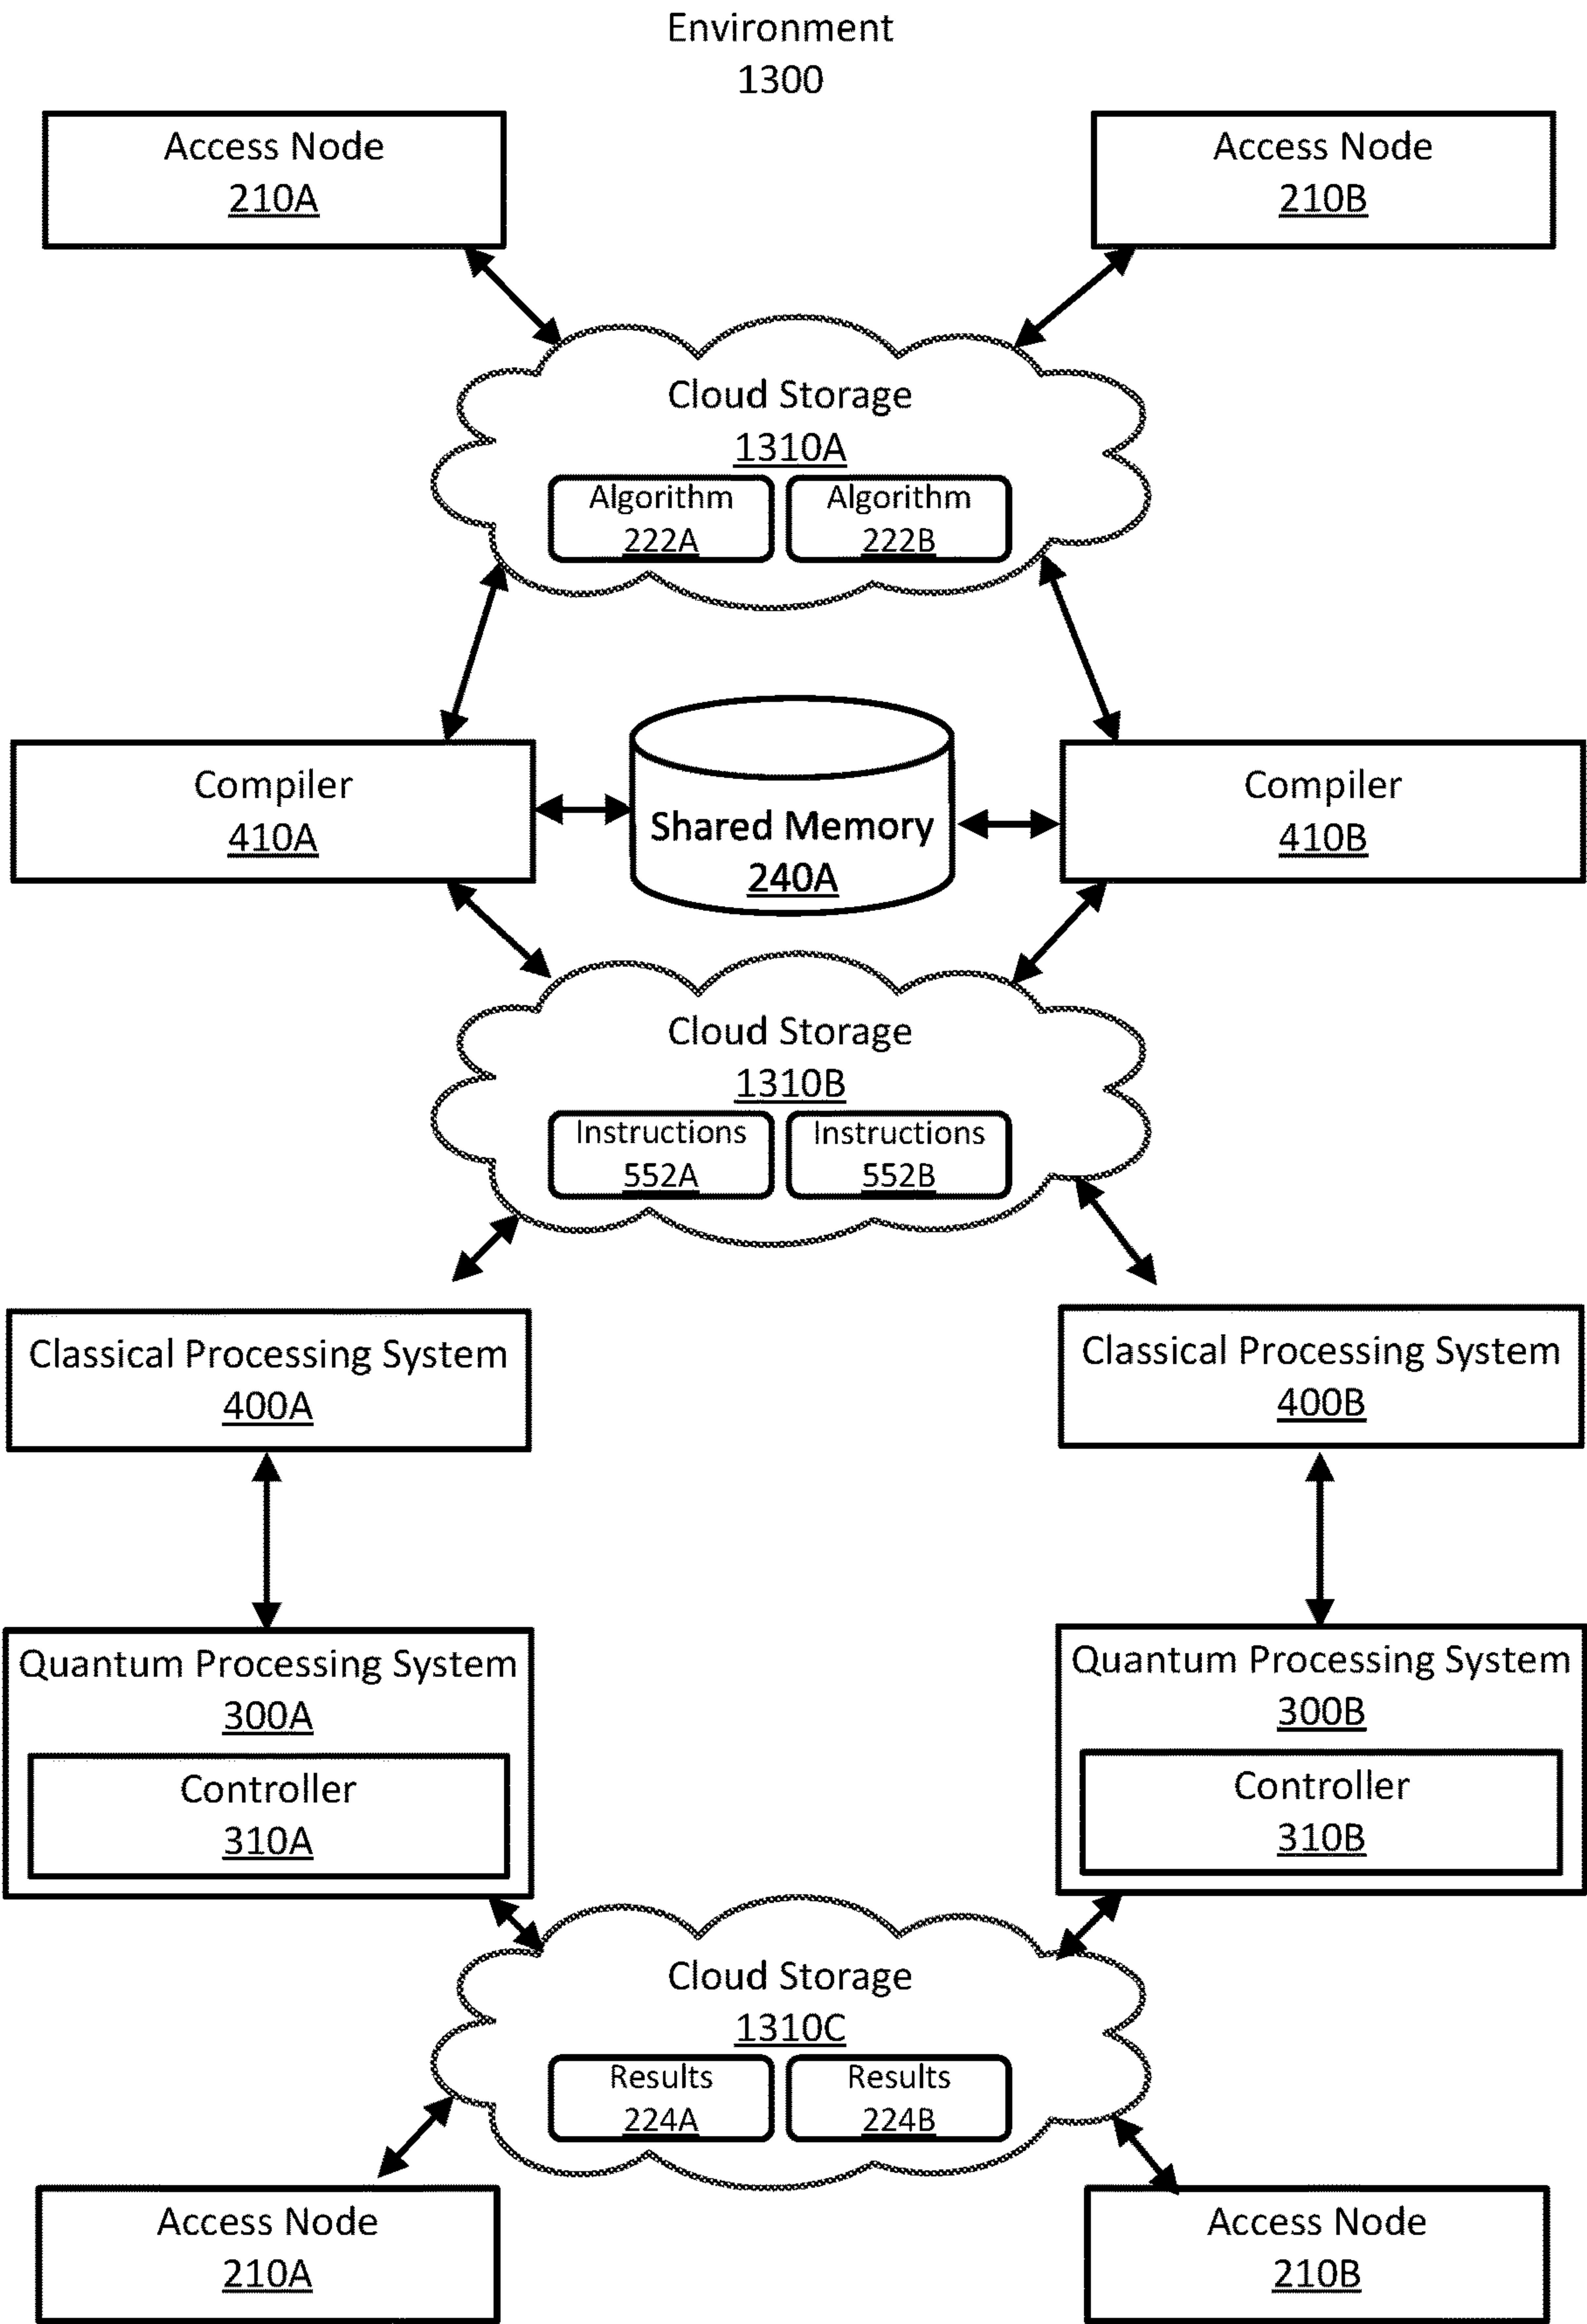 Environment
1300
Access Node
210A
Access Node
210B
Cloud Storage
1310A
Algorithm
222A
Algorithm
222B
Compiler
410A
Shared Memory
240A
Compiler
410B
Cloud Storage
1310B
Instructions
552A
Instructions
552B
Classical Processing System
400A
Classical Processing System
400B
Quantum Processing System
300A
Controller
310A
Quantum Processing System
300B
Controller
310B
Cloud Storage
1310C
Results
224A
Results
224B
Access Node
210A
Access Node
210B